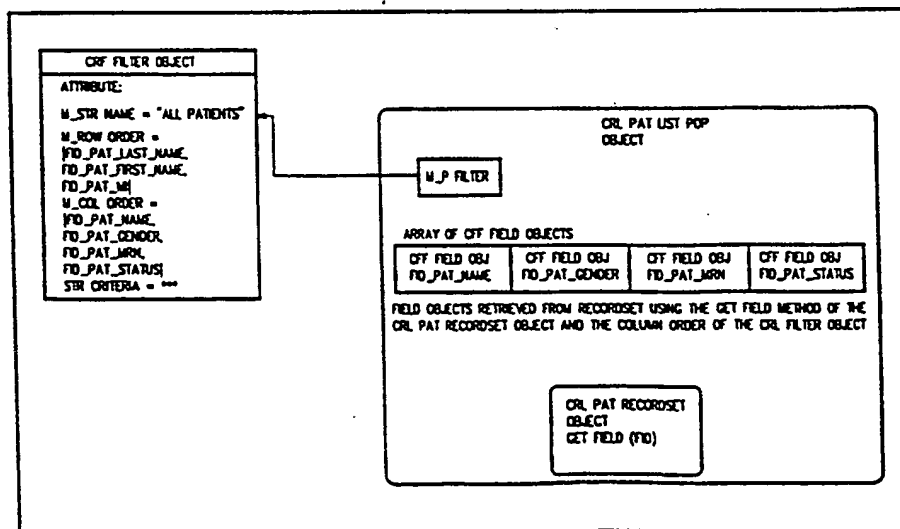 CRF FILTER OBJECT
ATTRIBUTE:
M_STR NAME = "ALL PATIENTS"
M_ROW ORDER =
|FID_PAT_LAST_NAME,
FID_PAT_FIRST_NAME,
FID_PAT_MI|
M_COL ORDER =
|FID_PAT_NAME,
FID_PAT_GENDER,
FID_PAT_MRN,
FID_PAT_STATUS|
STR CRITERIA = """
CRL PAT LIST POP
OBJECT
M_P FILTER
ARRAY OF CFF FIELD OBJECTS
CFF FIELD OBJ CFF FIELD OBJ CFF FIELD OBJ CFF FIELD OBJ
FID_PAT_NAME FID_PAT_GENDER FID_PAT_MRN FID_PAT_STATUS
FIELD OBJECTS RETRIEVED FROM RECORDSET USING THE GET FIELD METHOD OF THE
CRL PAT RECORDSET OBJECT AND THE COLUMN ORDER OF THE CRL FILTER OBJECT
CRL PAT RECORDSET
OBJECT
GET FIELD (FID)